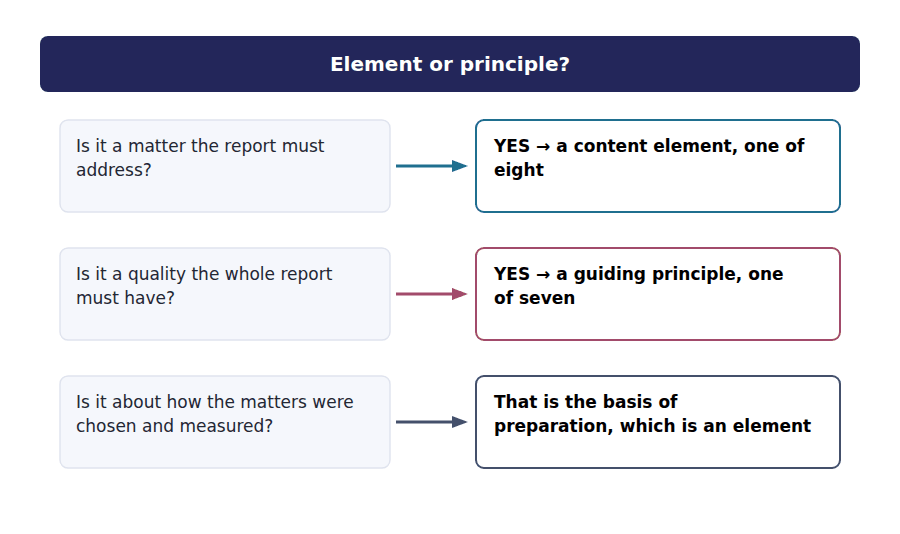 Element or principle?
Is it a matter the report must
address?
YES → a content element, one of
eight
Is it a quality the whole report
must have?
YES → a guiding principle, one
of seven
Is it about how the matters were
chosen and measured?
That is the basis of
preparation, which is an element